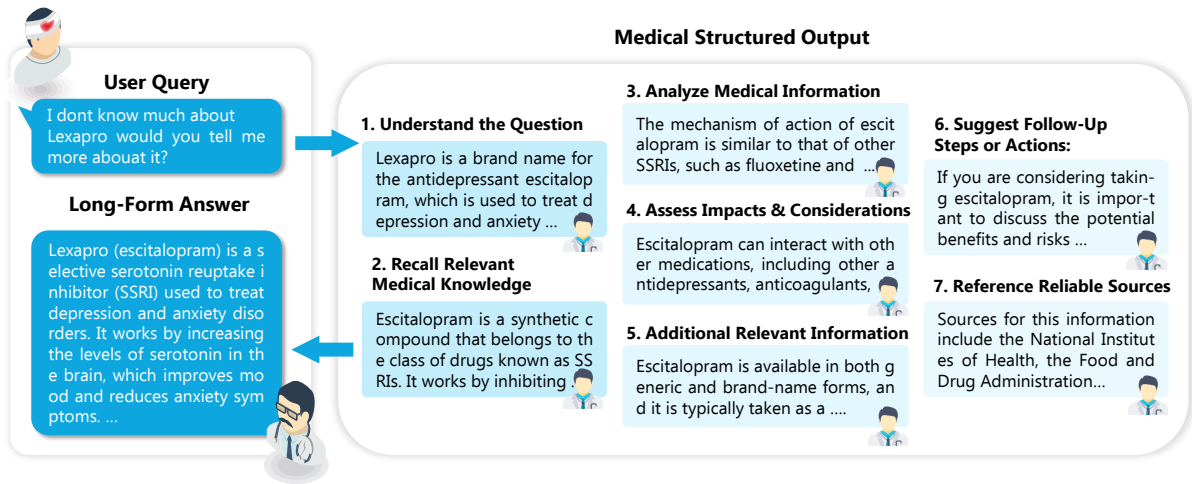 Medical Structured Output
User Query
I dont know much about
Lexapro would you tell me
more abouat it?
Long-Form Answer
Lexapro (escitalopram) is a s
elective serotonin reuptake i
nhibitor (SSRI) used to treat
depression and anxiety diso
rders. It works by increasing
the levels of serotonin in th
e brain, which improves mo
od and reduces anxiety sym
ptoms. ...
1. Understand the Question
Lexapro is a brand name for
the antidepressant escitalop
ram, which is used to treat d
epression and anxiety ...
2. Recall Relevant
Medical Knowledge
Escitalopram is a synthetic c
ompound that belongs to th
e class of drugs known as SS
RIs. It works by inhibiting .
3. Analyze Medical Information
The mechanism of action of escit
alopram is similar to that of other
SSRIs, such as fluoxetine and ...
4. Assess Impacts & Considerations
Escitalopram can interact with oth
er medications, including other a
ntidepressants, anticoagulants,
5. Additional Relevant Information
Escitalopram is available in both g
eneric and brand-name forms, an
d it is typically taken as a ....
6. Suggest Follow-Up
Steps or Actions:
If you are considering takin-
g escitalopram, it is impor-t
ant to discuss the potential
benefits and risks ...
7. Reference Reliable Sources
Sources for this information
include the National Institut
es of Health, the Food and
Drug Administration...